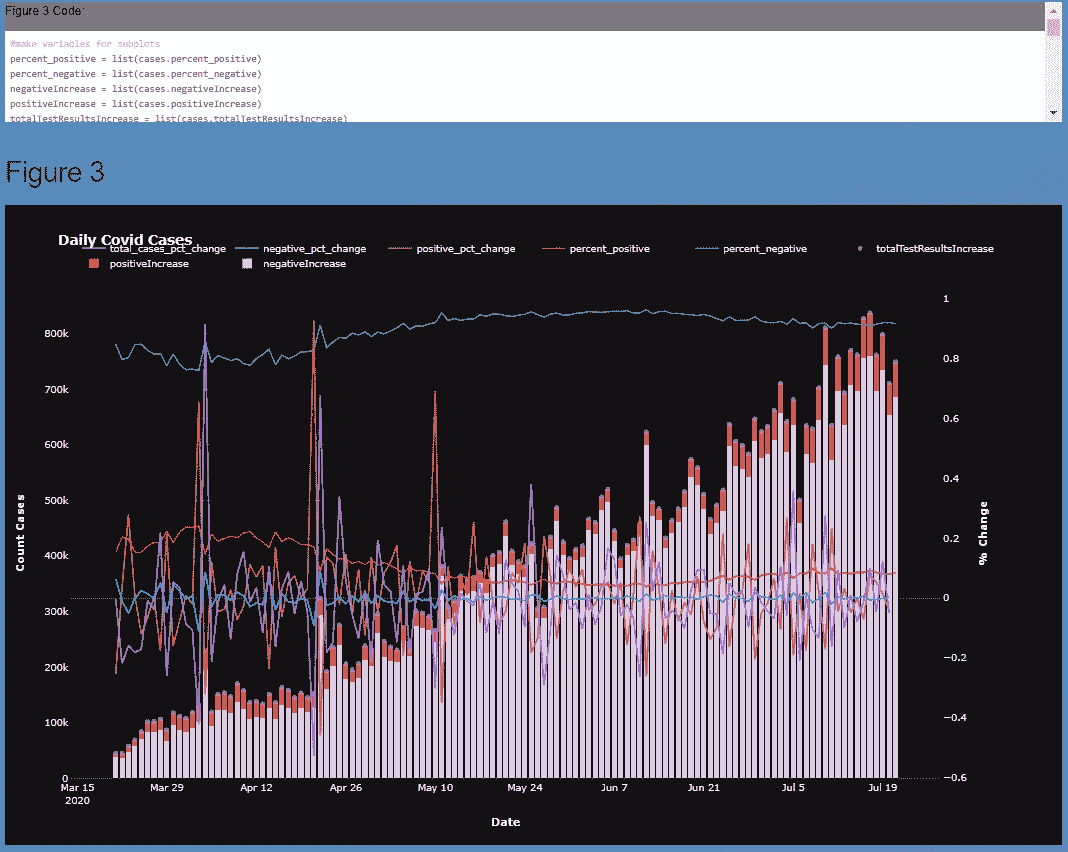 Figure 3 Code:
#make variables for subplots
percent_positive = list(cases.percent_positive)
percent_negative = list(cases.percent_negative)
negativeIncrease = list(cases.negativeIncrease)
positiveIncrease = list(cases.positiveIncrease)
totalTestResultsIncrease = list(cases.totalTestResultsIncrease)
Figure 3
Daily Covid Cases
total_cases_pct_change negative_pct_change positive_pct_change percent_positive percent_negative totalTestResultsIncrease
positiveIncrease negativeIncrease
1
800k
0.8
700k
0.6
600k
0.4
500k
Count Cases
% Change
400k
0.2
300k
0
200k
−0.2
100k
−0.4
0
−0.6
Mar 15 Mar 29 Apr 12 Apr 26 May 10 May 24 Jun 7 Jun 21 Jul 5 Jul 19
2020
Date